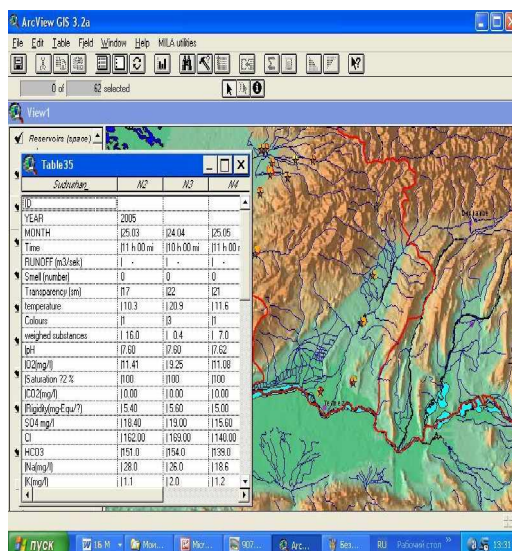 ArcView GIS 3.2a
File Edit Table Field Window Help MILA utilities
0 of 62 selected
View1
Reservoirs (space)
Table35
N2 N3 N4
ID
YEAR 2005
MONTH 25.03 24.04 25.05
Time 11 h 00 mi 10 h 00 mi 11 h 00 r
RUNOFF (m3/sek) - - -
Smell (number) 0 0 0
Transparency (sm) 17 22 21
temperature 10.3 20.9 11.6
Colours 1 3 1
weighed substances 16.0 0.4 7.0
pH 7.60 7.60 7.62
O2(mg/l) 11.41 9.25 11.08
Saturation ?2 % 100 100 100
CO2(mg/l) 0.00 0.00 0.00
Rigidity(mg-Equ/?) 5.40 5.60 5.00
SO4 mg/l 18.40 19.00 15.60
Cl 162.00 169.00 140.00
HCO3 151.0 154.0 139.0
Na(mg/l) 28.0 26.0 18.6
K(mg/l) 1.1 2.0 1.2
пуск 1Б М Мои... Micr... 907... Arc... Без... RU Рабочий стол 13:31